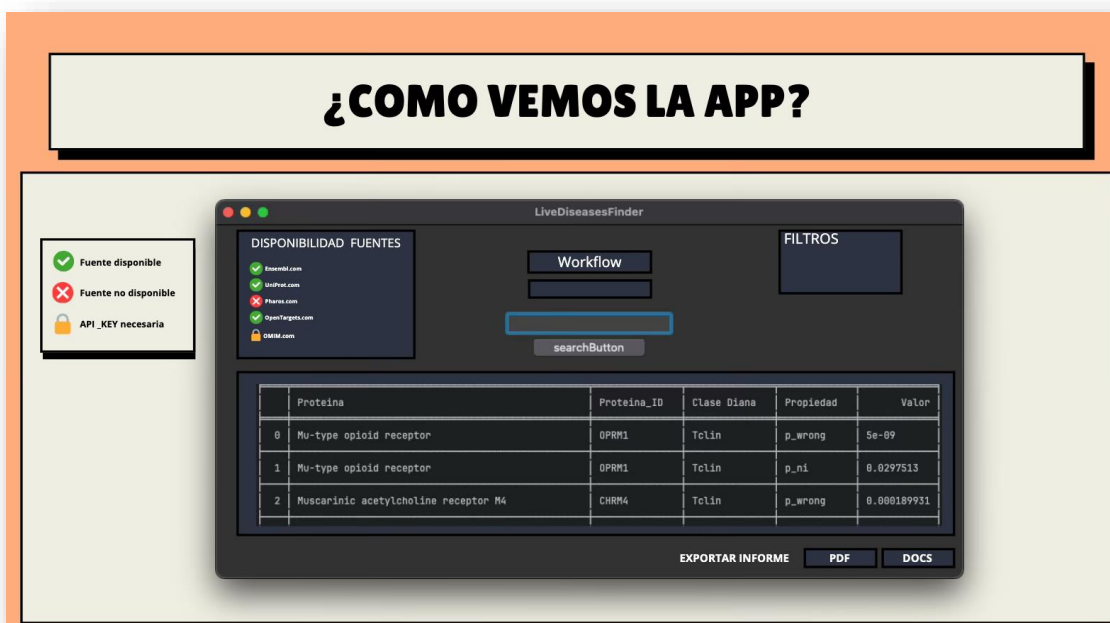 ¿COMO VEMOS LA APP?
LiveDiseasesFinder
Fuente disponible
Fuente no disponible
API _KEY necesaria
DISPONIBILIDAD FUENTES
Ensembl.com
UniProt.com
Pharos.com
OpenTargets.com
OMIM.com
Workflow
searchButton
FILTROS
Proteina Proteina_ID Clase Diana Propiedad Valor
0 Mu-type opioid receptor OPRM1 Tclin p_wrong 5e-09
1 Mu-type opioid receptor OPRM1 Tclin p_ni 0.0297513
2 Muscarinic acetylcholine receptor M4 CHRM4 Tclin p_wrong 0.000189931
EXPORTAR INFORME PDF DOCS